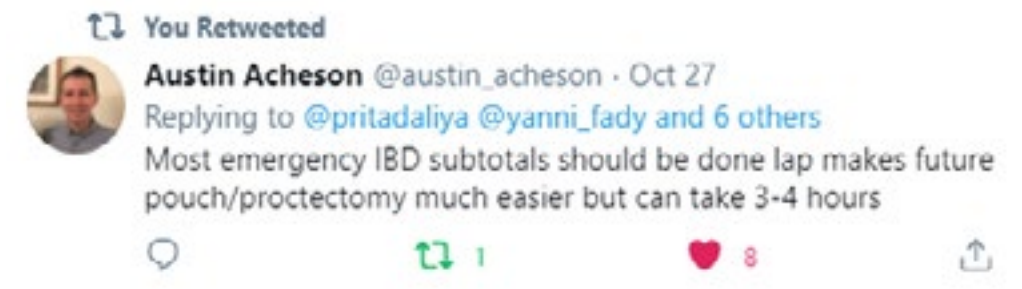 You Retweeted
Austin Acheson @austin_acheson · Oct 27
Replying to @pritadaliya @yanni_fady and 6 others
Most emergency IBD subtotals should be done lap makes future
pouch/proctectomy much easier but can take 3-4 hours
1 8